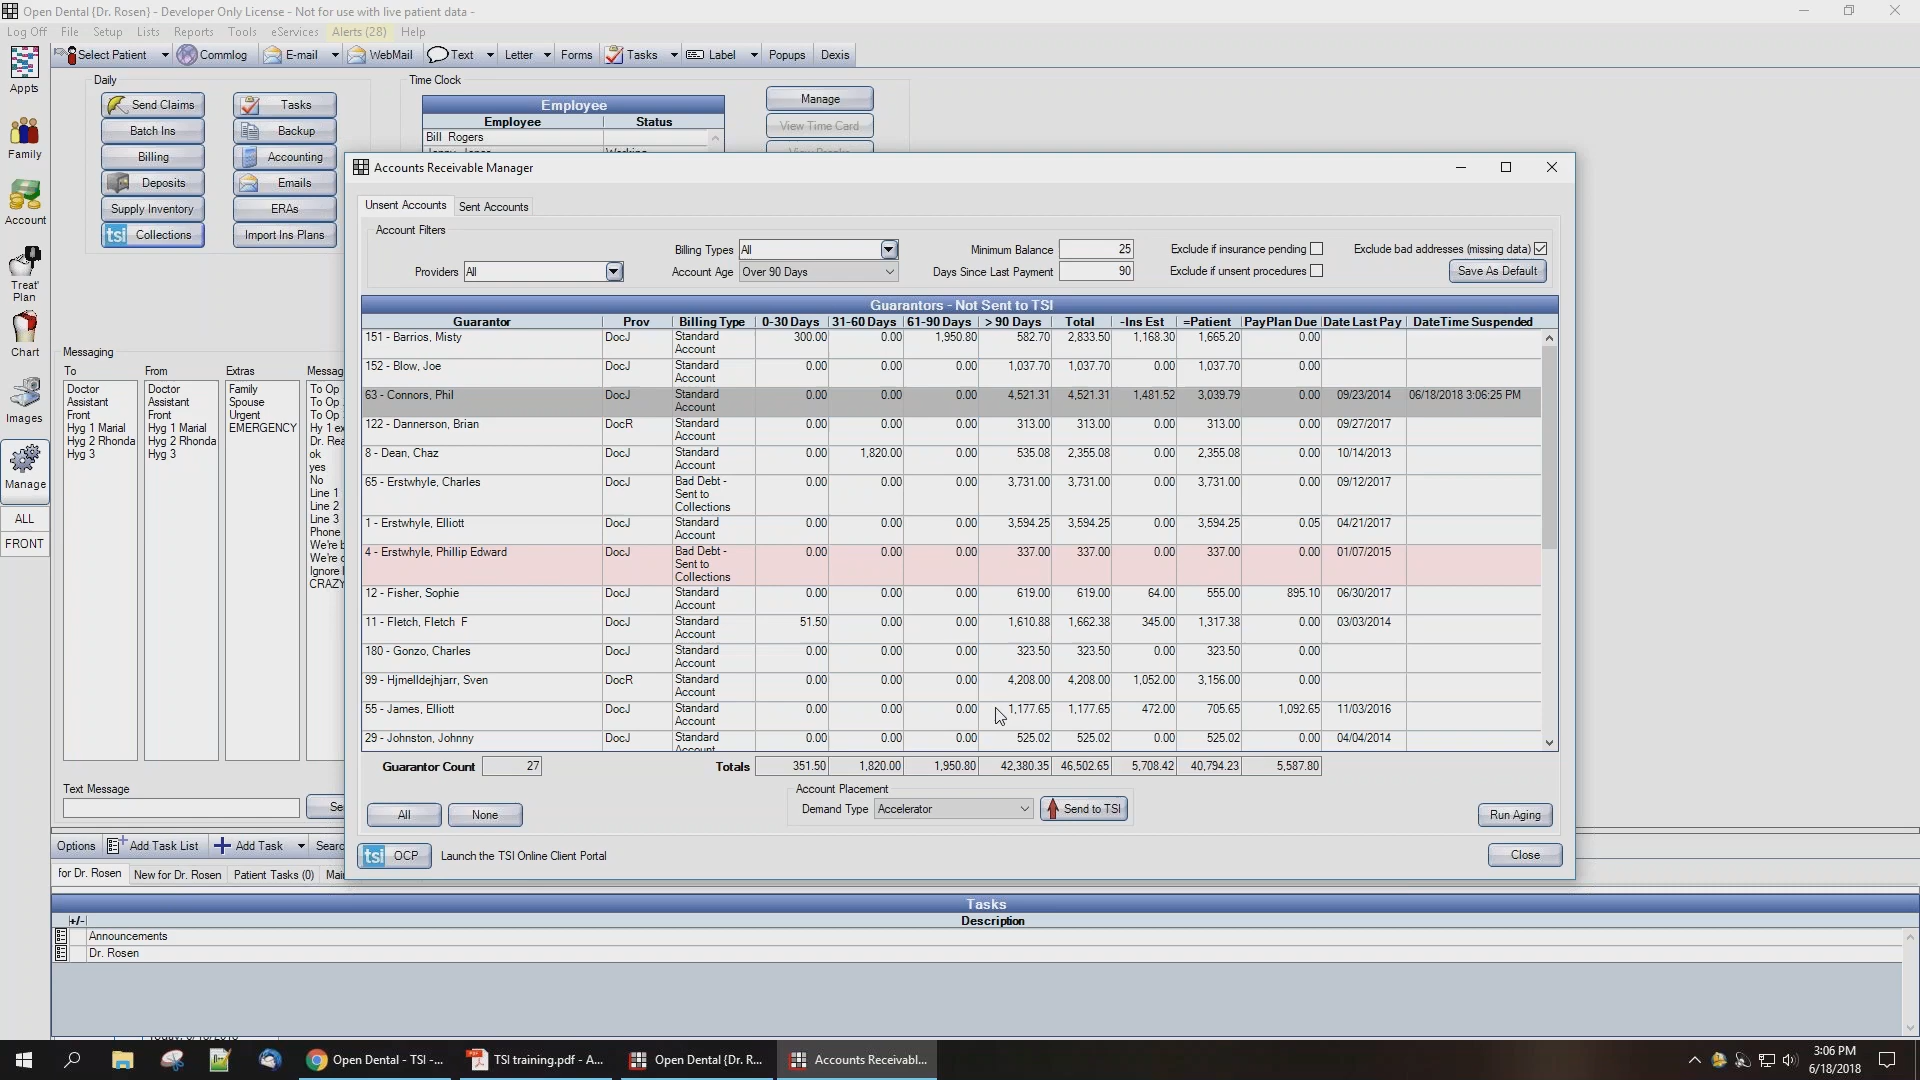 Open Dental {Dr. Rosen} - Developer Only License - Not for use with live patient data -
Log Off File Setup Lists Reports Tools eServices Alerts (28) Help
Select Patient Commlog E-mail WebMail Text Letter Forms Tasks Label Popups Dexis
Appts
Family
Account
Treat' Plan
Chart
Images
Manage
ALL
FRONT
Daily
Send Claims Tasks
Batch Ins Backup
Billing Accounting
Deposits Emails
Supply Inventory ERAs
tsi Collections Import Ins Plans
Time Clock
Employee
Employee Status
Bill Rogers
Manage
View Time Card
Messaging
To From Extras Messag
Doctor
Assistant
Front
Hyg 1 Marial
Hyg 2 Rhonda
Hyg 3
Doctor
Assistant
Front
Hyg 1 Marial
Hyg 2 Rhonda
Hyg 3
Family
Spouse
Urgent
EMERGENCY
To Op
To Op
To Op
Hy 1 e
Dr. Rea
ok
yes
No
Line 1
Line 2
Line 3
Phone
We're b
We're c
Ignore l
CRAZY
Text Message
Se
Accounts Receivable Manager
Unsent Accounts Sent Accounts
Account Filters
Billing Types All Minimum Balance 25 Exclude if insurance pending Exclude bad addresses (missing data)
Providers All Account Age Over 90 Days Days Since Last Payment 90 Exclude if unsent procedures Save As Default
Guarantors - Not Sent to TSI
Guarantor Prov Billing Type 0-30 Days 31-60 Days 61-90 Days > 90 Days Total -Ins Est =Patient PayPlan Due Date Last Pay DateTime Suspended
151 - Barrios, Misty DocJ Standard Account 300.00 0.00 1,950.80 582.70 2,833.50 1,168.30 1,665.20 0.00
152 - Blow, Joe DocJ Standard Account 0.00 0.00 0.00 1,037.70 1,037.70 0.00 1,037.70 0.00
63 - Connors, Phil DocJ Standard Account 0.00 0.00 0.00 4,521.31 4,521.31 1,481.52 3,039.79 0.00 09/23/2014 06/18/2018 3:06:25 PM
122 - Dannerson, Brian DocR Standard Account 0.00 0.00 0.00 313.00 313.00 0.00 313.00 0.00 09/27/2017
8 - Dean, Chaz DocJ Standard Account 0.00 1,820.00 0.00 535.08 2,355.08 0.00 2,355.08 0.00 10/14/2013
65 - Erstwhyle, Charles DocJ Bad Debt - Sent to Collections 0.00 0.00 0.00 3,731.00 3,731.00 0.00 3,731.00 0.00 09/12/2017
1 - Erstwhyle, Elliott DocJ Standard Account 0.00 0.00 0.00 3,594.25 3,594.25 0.00 3,594.25 0.05 04/21/2017
4 - Erstwhyle, Phillip Edward DocJ Bad Debt - Sent to Collections 0.00 0.00 0.00 337.00 337.00 0.00 337.00 0.00 01/07/2015
12 - Fisher, Sophie DocJ Standard Account 0.00 0.00 0.00 619.00 619.00 64.00 555.00 895.10 06/30/2017
11 - Fletch, Fletch F DocJ Standard Account 51.50 0.00 0.00 1,610.88 1,662.38 345.00 1,317.38 0.00 03/03/2014
180 - Gonzo, Charles DocJ Standard Account 0.00 0.00 0.00 323.50 323.50 0.00 323.50 0.00
99 - Hjmelldejhjarr, Sven DocR Standard Account 0.00 0.00 0.00 4,208.00 4,208.00 1,052.00 3,156.00 0.00
55 - James, Elliott DocJ Standard Account 0.00 0.00 0.00 1,177.65 1,177.65 472.00 705.65 1,092.65 11/03/2016
29 - Johnston, Johnny DocJ Standard Account 0.00 0.00 0.00 525.02 525.02 0.00 525.02 0.00 04/04/2014
Guarantor Count 27 Totals 351.50 1,820.00 1,950.80 42,380.35 46,502.65 5,708.42 40,794.23 5,587.80
Account Placement
All None Demand Type Accelerator Send to TSI Run Aging
tsi OCP Launch the TSI Online Client Portal Close
Options Add Task List Add Task Searc
for Dr. Rosen New for Dr. Rosen Patient Tasks (0) Mai
Tasks
+/- Description
Announcements
Dr. Rosen
Open Dental - TSI -... TSI training.pdf - A... Open Dental {Dr. R... Accounts Receivabl...
3:06 PM
6/18/2018